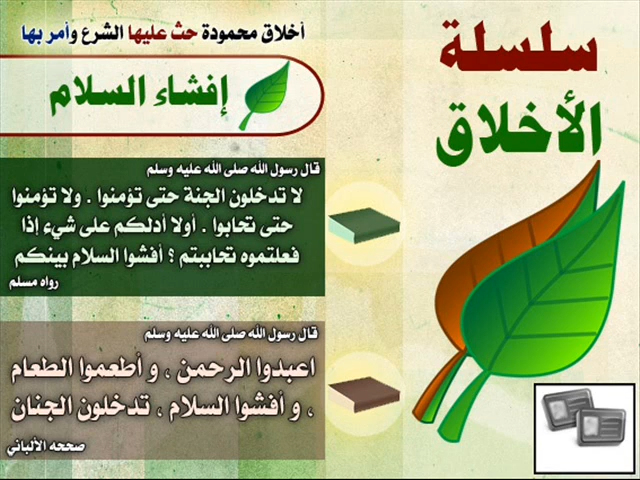 سلسلة
الأخلاق
أخلاق محمودة حث عليها الشرع وأمر بها
إفشاء السلام
قال رسول الله صلى الله عليه وسلم
لا تدخلون الجنة حتى تؤمنوا . ولا تؤمنوا
حتى تحابوا . أولا أدلكم على شيء إذا
فعلتموه تحاببتم ؟ أفشوا السلام بينكم
رواه مسلم
قال رسول الله صلى الله عليه وسلم
اعبدوا الرحمن ، و أطعموا الطعام
، و أفشوا السلام ، تدخلون الجنان
صححه الألباني